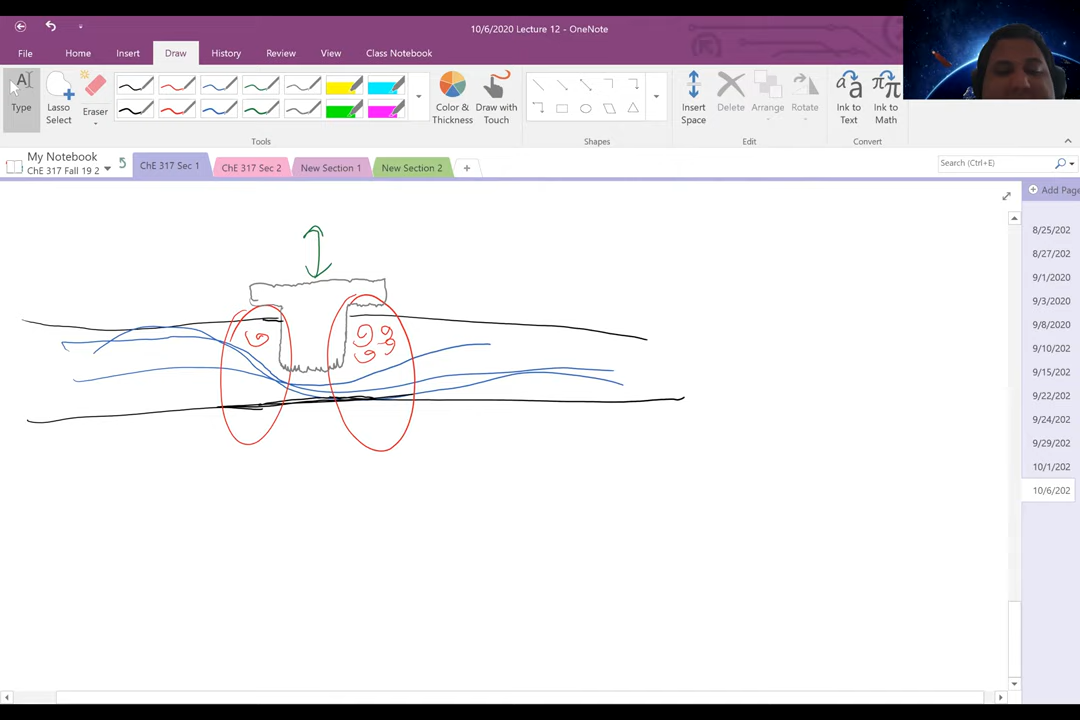 10/6/2020 Lecture 12 - OneNote
File Home Insert Draw History Review View Class Notebook
Type
Lasso Select
Eraser
Color & Thickness
Draw with Touch
Insert Space
Delete
Arrange
Rotate
Ink to Text
Ink to Math
Tools
Shapes
Edit
Convert
My Notebook
ChE 317 Fall 19 2
ChE 317 Sec 1
ChE 317 Sec 2
New Section 1
New Section 2
Search (Ctrl+E)
Add Page
8/25/202
8/27/202
9/1/2020
9/3/2020
9/8/2020
9/10/202
9/15/202
9/22/202
9/24/202
9/29/202
10/1/202
10/6/202